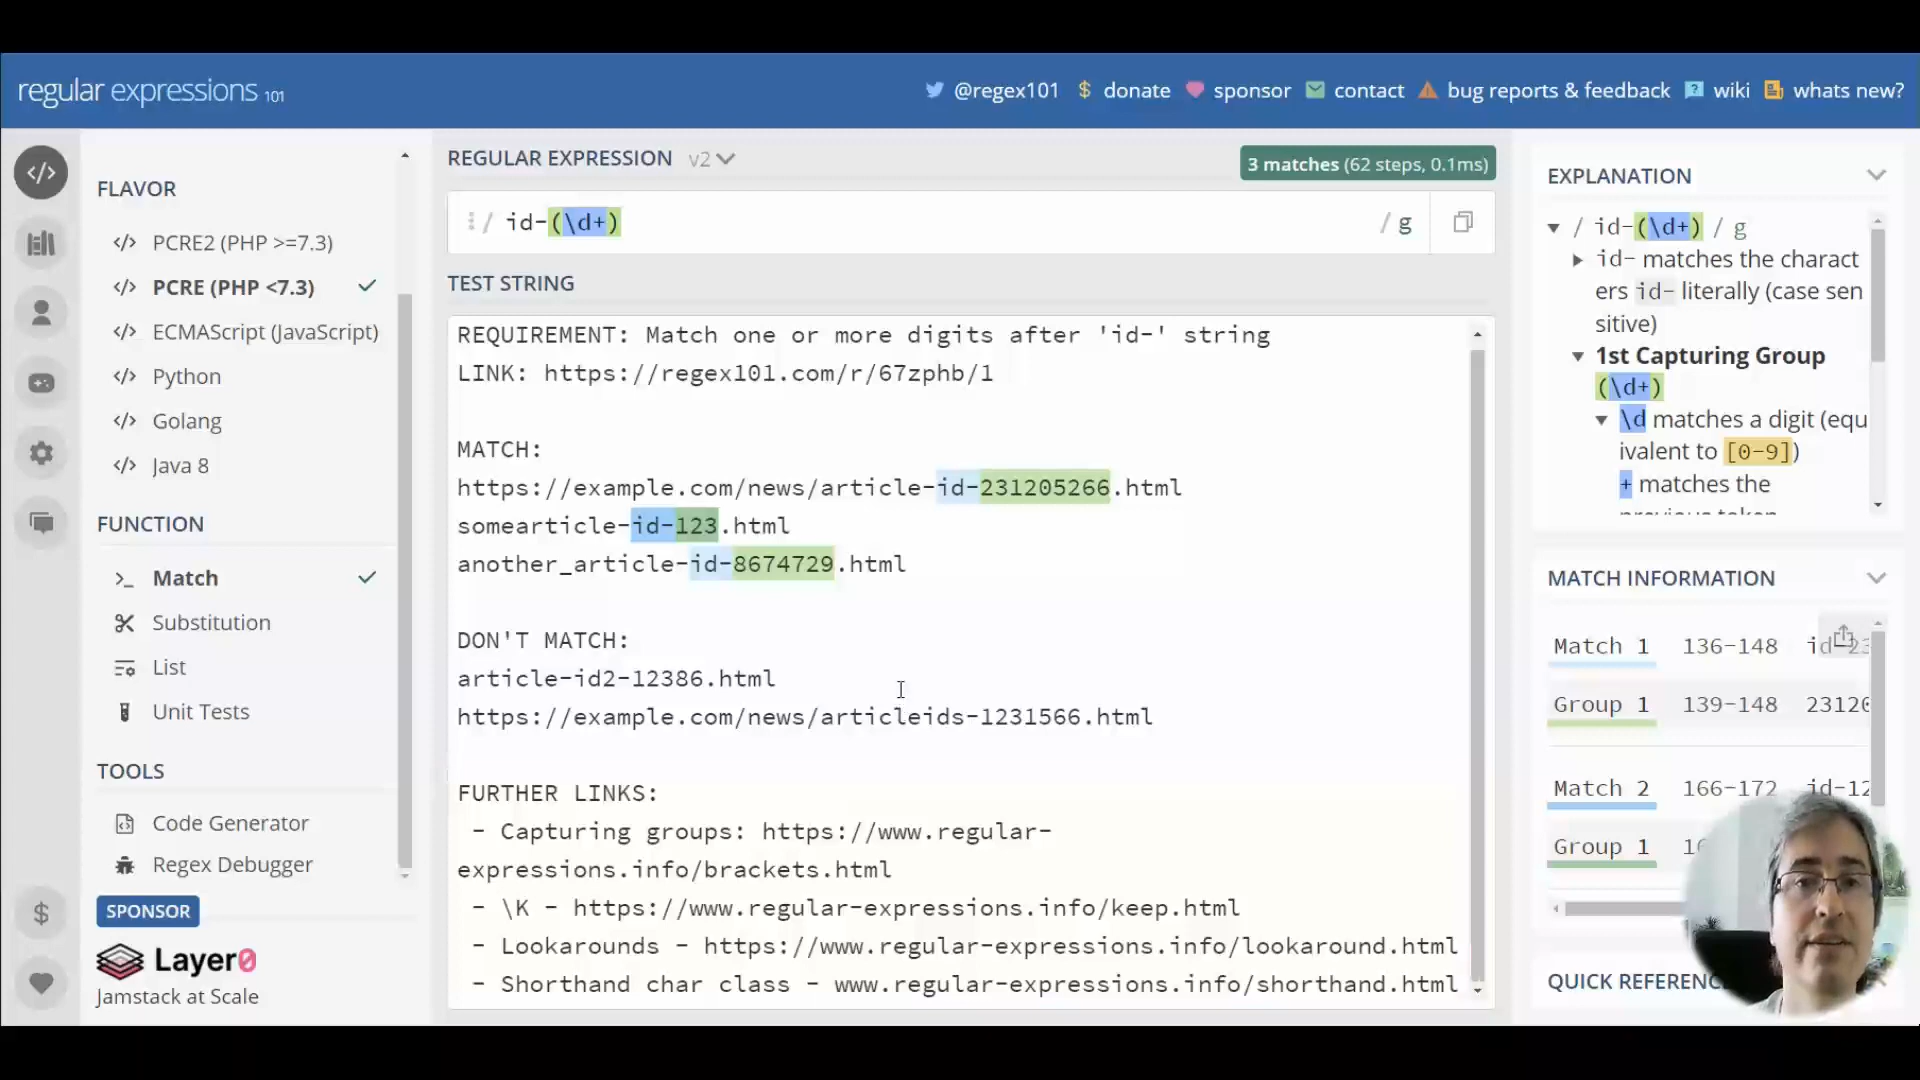 regular expressions 101
@regex101
$ donate
sponsor
contact
bug reports & feedback
wiki
whats new?
FLAVOR
</> PCRE2 (PHP >=7.3)
</> PCRE (PHP <7.3)
</> ECMAScript (JavaScript)
</> Python
</> Golang
</> Java 8
FUNCTION
Match
Substitution
List
Unit Tests
TOOLS
Code Generator
Regex Debugger
SPONSOR
Layer0
Jamstack at Scale
REGULAR EXPRESSION v2
3 matches (62 steps, 0.1ms)
/ id-(\d+) / g
TEST STRING
REQUIREMENT: Match one or more digits after 'id-' string
LINK: https://regex101.com/r/67zphb/1
MATCH:
https://example.com/news/article-id-231205266.html
somearticle-id-123.html
another_article-id-8674729.html
DON'T MATCH:
article-id2-12386.html
https://example.com/news/articleids-1231566.html
FURTHER LINKS:
- Capturing groups: https://www.regular-
expressions.info/brackets.html
- \K - https://www.regular-expressions.info/keep.html
- Lookarounds - https://www.regular-expressions.info/lookaround.html
- Shorthand char class - www.regular-expressions.info/shorthand.html
EXPLANATION
/ id-(\d+) / g
id- matches the charact
ers id- literally (case sen
sitive)
1st Capturing Group
(\d+)
\d matches a digit (equ
ivalent to [0-9])
+ matches the
previous token
MATCH INFORMATION
Match 1 136-148 id-23
Group 1 139-148 23120
Match 2 166-172 id-12
Group 1
QUICK REFERENC